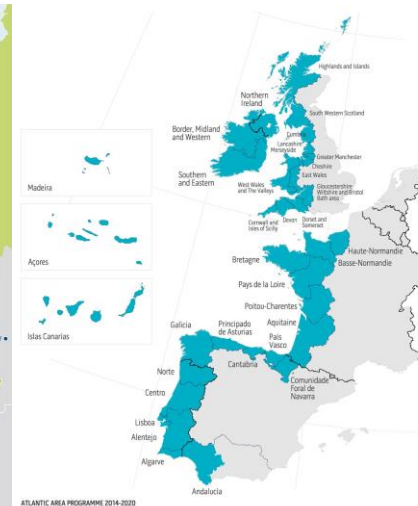 Highlands and Islands
Northern
Ireland
South Western Scotland
Border, Midland
and Western
Cumbria
Lancashire
Merseyside
Greater Manchester
Cheshire
East Wales
Southern
and Eastern
West Wales
and The Valleys
Gloucestershire
Wiltshire and Bristol
Bath area
Cornwall and
Isles of Scilly
Devon
Dorset and
Somerset
Madeira
Açores
Islas Canarias
Haute-Normandie
Basse-Normandie
Bretagne
Pays de la Loire
Poitou-Charentes
Aquitaine
Galicia
Principado
de Asturias
País
Vasco
Cantabria
Comunidade
Foral de
Navarra
Norte
Centro
Lisboa
Alentejo
Algarve
Andalucía
ATLANTIC AREA PROGRAMME 2014-2020